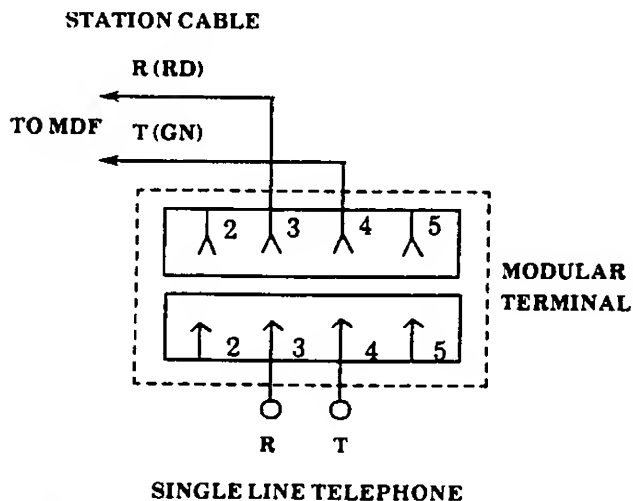 STATION CABLE
R (RD)
TO MDF T (GN)
2 3 4 5
MODULAR
TERMINAL
2 3 4 5
R T
SINGLE LINE TELEPHONE